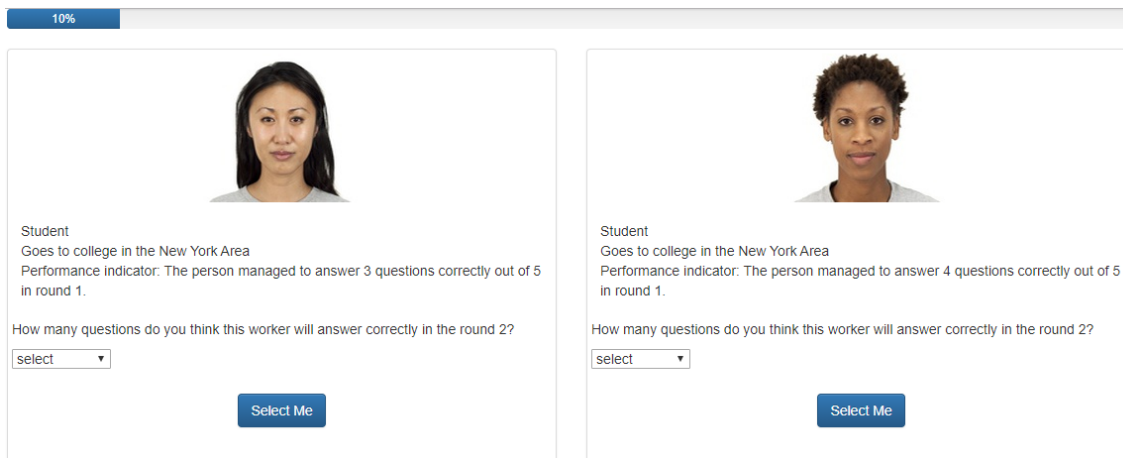 10%
Student
Goes to college in the New York Area
Performance indicator: The person managed to answer 3 questions correctly out of 5
in round 1.
How many questions do you think this worker will answer correctly in the round 2?
select
Select Me
Student
Goes to college in the New York Area
Performance indicator: The person managed to answer 4 questions correctly out of 5
in round 1.
How many questions do you think this worker will answer correctly in the round 2?
select
Select Me